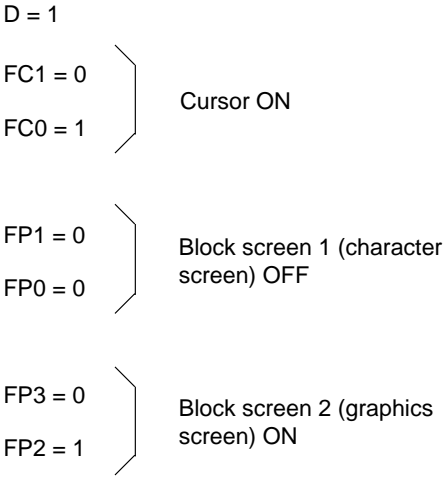 D = 1
FC1 = 0
FC0 = 1
Cursor ON
FP1 = 0
FP0 = 0
Block screen 1 (character
screen) OFF
FP3 = 0
FP2 = 1
Block screen 2 (graphics
screen) ON